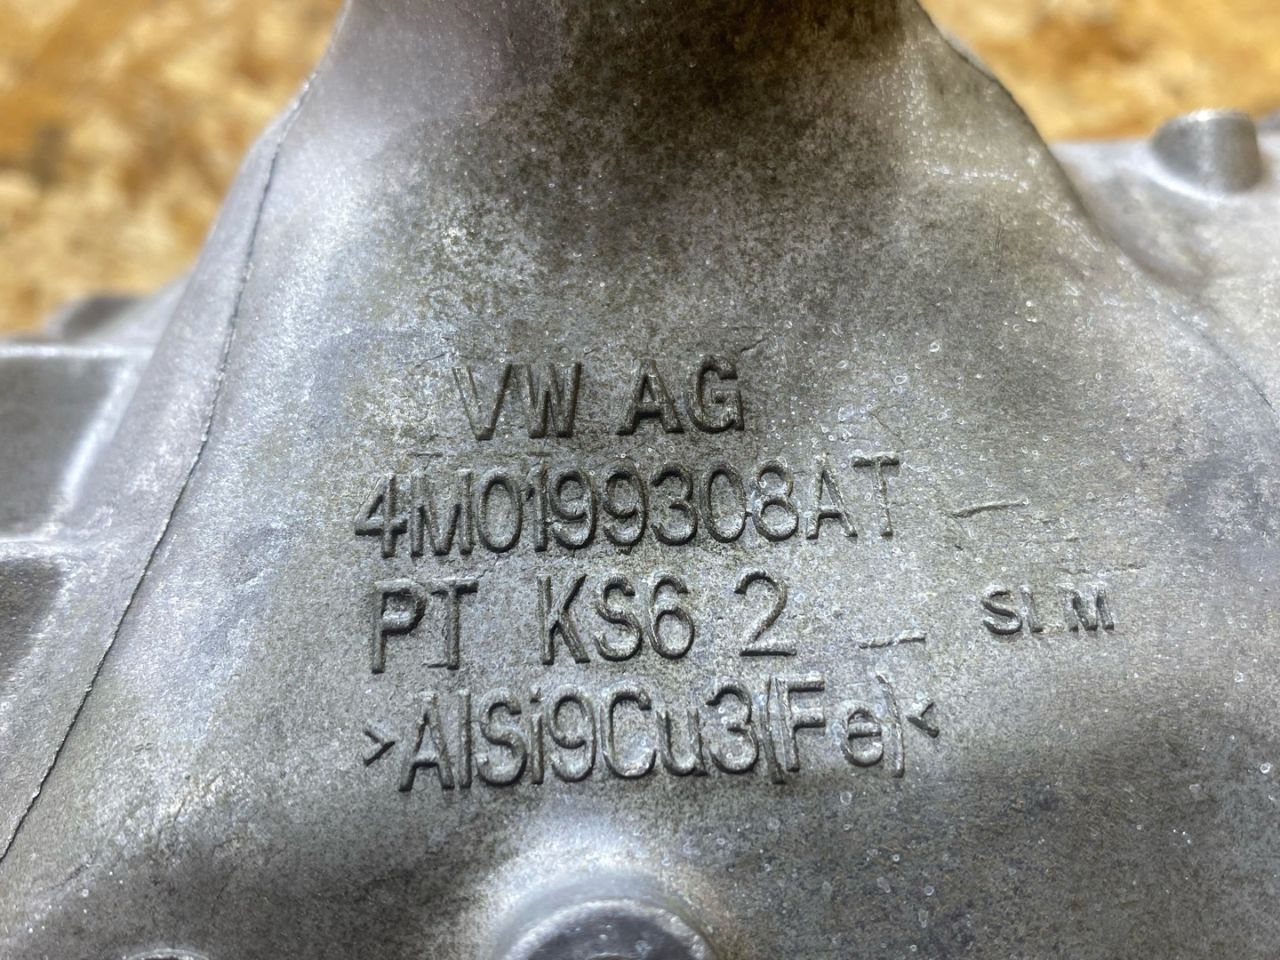 VW AG
4M0199308AT
PT KS6 2
SLM
>AlSi9Cu3(Fe)<